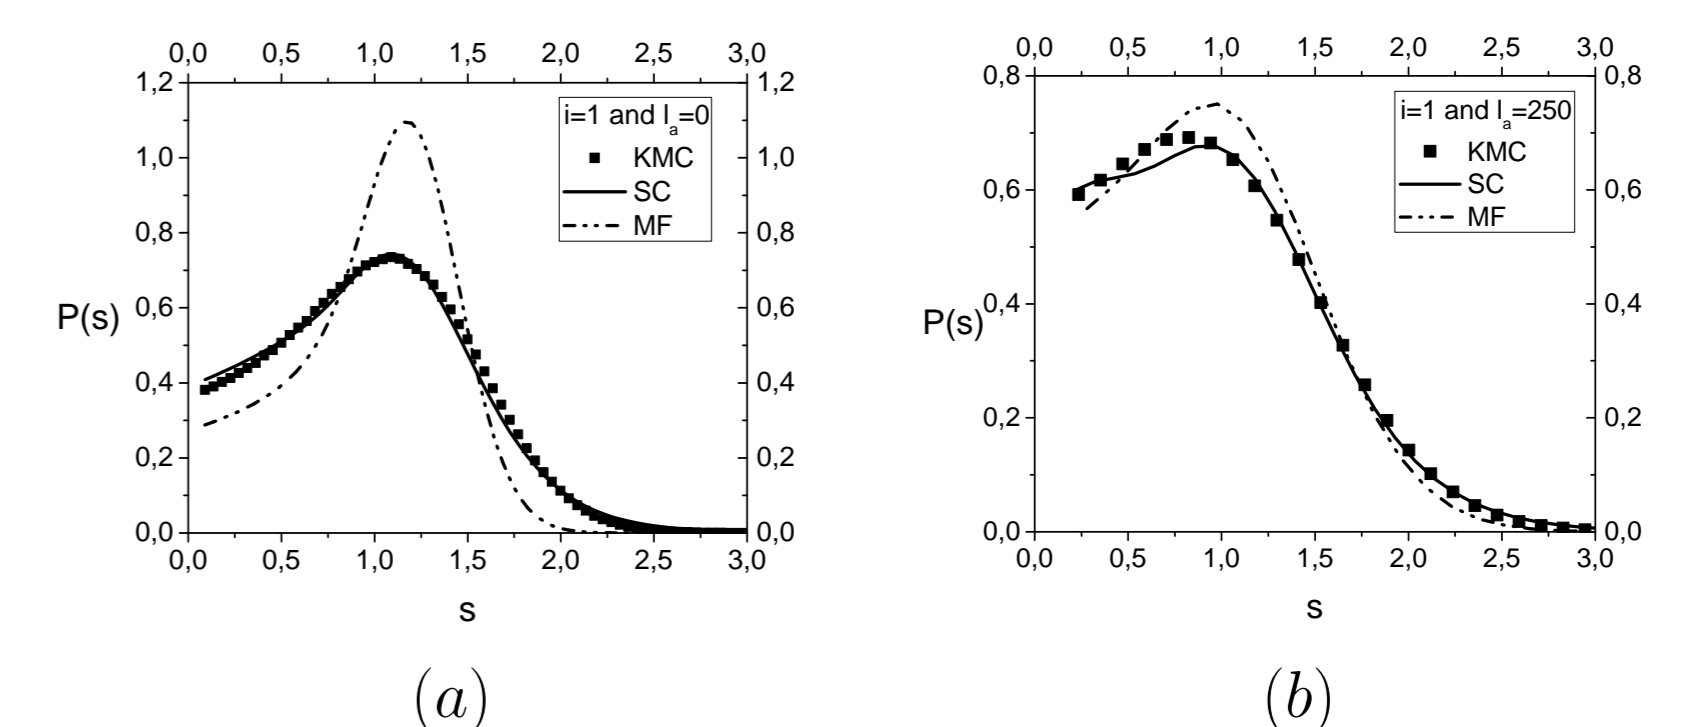 0,0 0,5 1,0 1,5 2,0 2,5 3,0
1,2 1,2
i=1 and l_a=0
KMC
SC
MF
1,0 1,0
0,8 0,8
0,6 0,6
P(s)
0,4 0,4
0,2 0,2
0,0 0,0
0,0 0,5 1,0 1,5 2,0 2,5 3,0
s
(a)
0,0 0,5 1,0 1,5 2,0 2,5 3,0
0,8 0,8
i=1 and l_a=250
KMC
SC
MF
0,6 0,6
P(s)
0,4 0,4
0,2 0,2
0,0 0,0
0,0 0,5 1,0 1,5 2,0 2,5 3,0
s
(b)